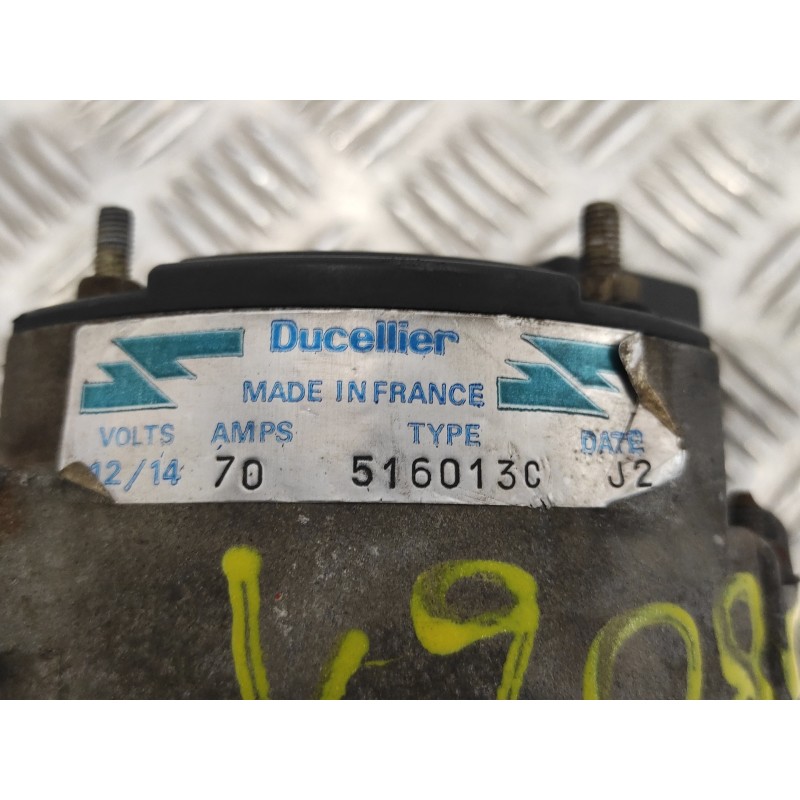 Ducellier
MADE IN FRANCE
VOLTS AMPS TYPE DATE
12/14 70 516013C J2